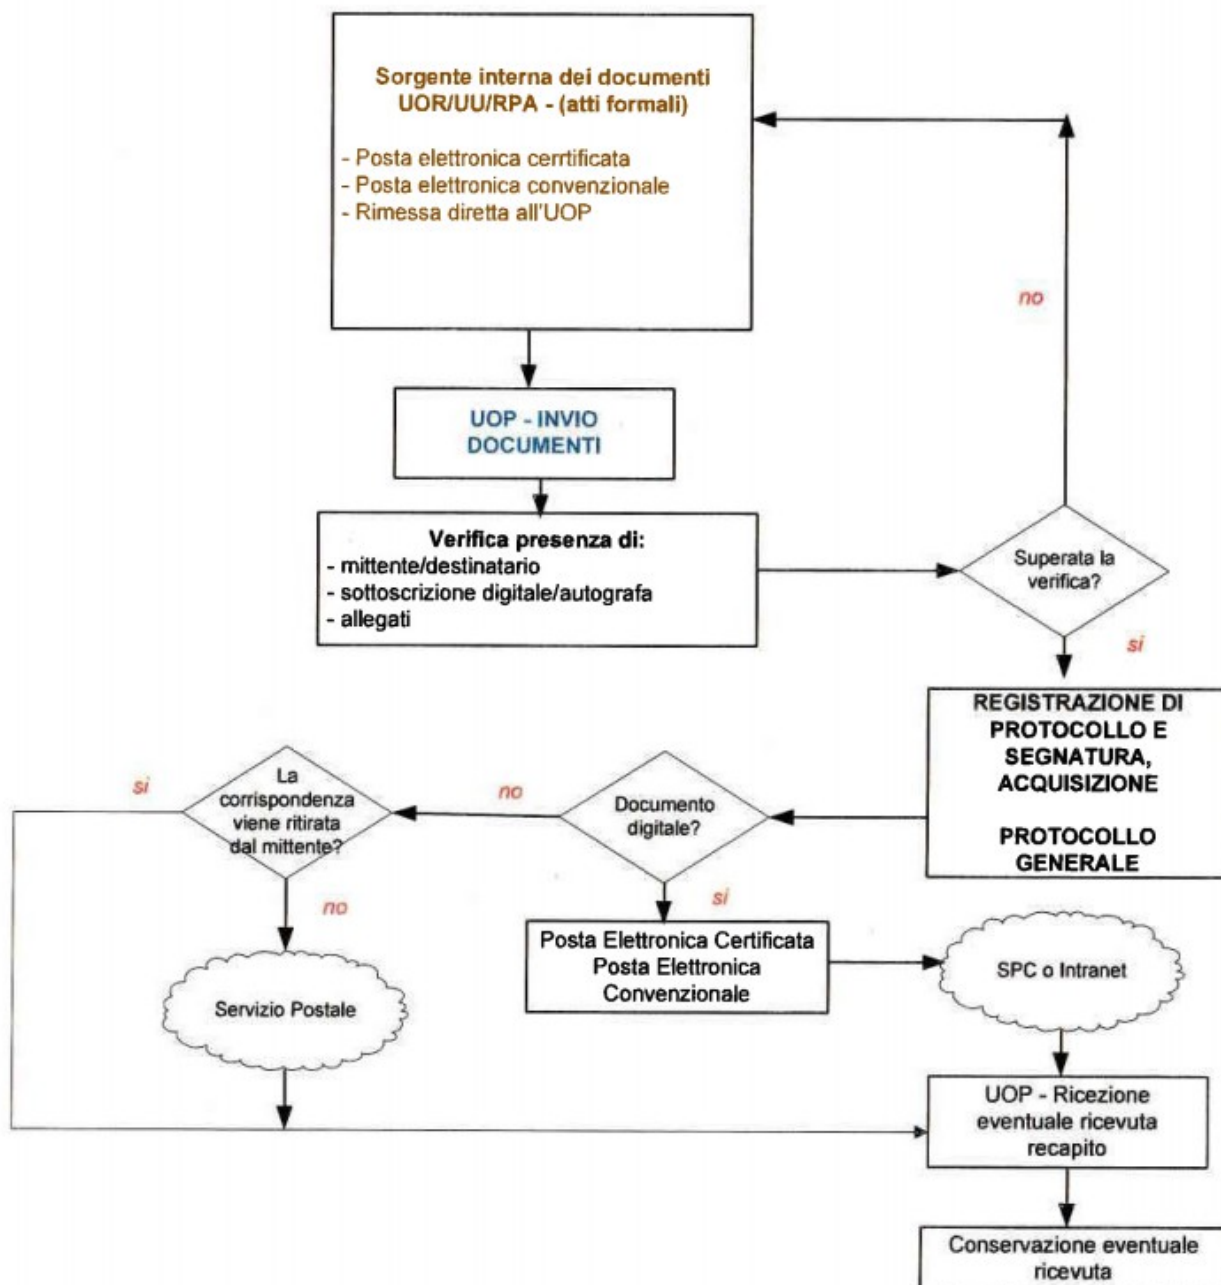 Sorgente interna dei documenti
UOR/UU/RPA - (atti formali)
- Posta elettronica cerrtificata
- Posta elettronica convenzionale
- Rimessa diretta all'UOP
no
UOP - INVIO
DOCUMENTI
Verifica presenza di:
- mittente/destinatario
- sottoscrizione digitale/autografa
- allegati
Superata la
verifica?
si
REGISTRAZIONE DI
PROTOCOLLO E
SEGNATURA,
ACQUISIZIONE
PROTOCOLLO
GENERALE
Documento
digitale?
no
La
corrispondenza
viene ritirata
dal mittente?
si
no
Servizio Postale
si
Posta Elettronica Certificata
Posta Elettronica
Convenzionale
SPC o Intranet
UOP - Ricezione
eventuale ricevuta
recapito
Conservazione eventuale
ricevuta